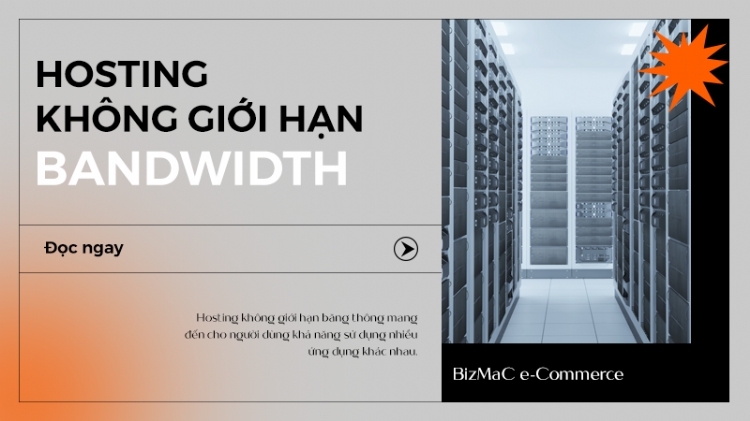 HOSTING
KHÔNG GIỚI HẠN
BANDWIDTH
Đọc ngay
Hosting không giới hạn băng thông mang
đến cho người dùng khả năng sử dụng nhiều
ứng dụng khác nhau.
BizMaC e-Commerce